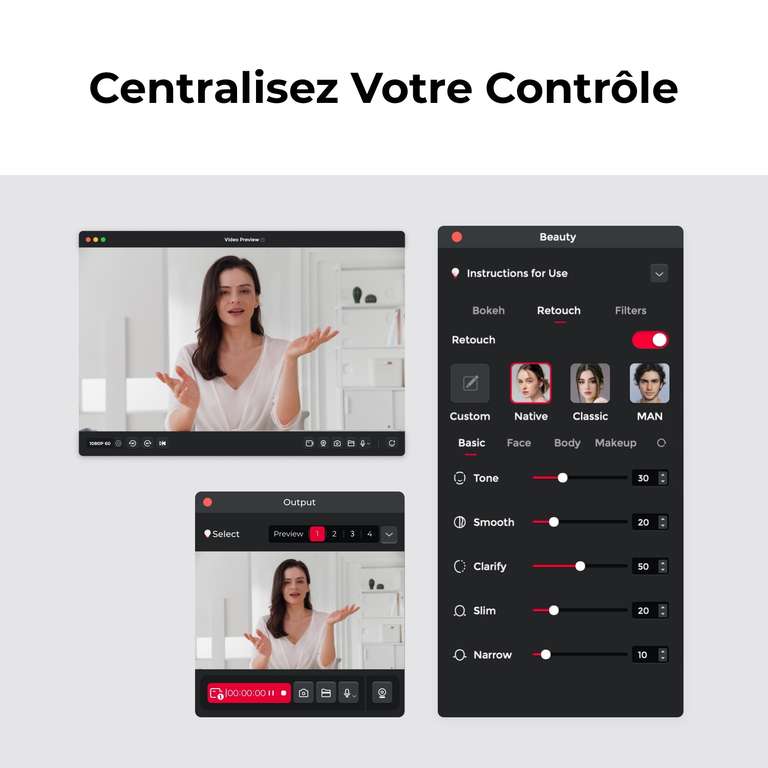 Centralisez Votre Contrôle
Video Preview
1080P 60
Output
Select
Preview 1 2 3 4
1
00:00:00
Beauty
Instructions for Use
Bokeh Retouch Filters
Retouch
Custom Native Classic MAN
Basic Face Body Makeup
Tone 30
Smooth 20
Clarify 50
Slim 20
Narrow 10